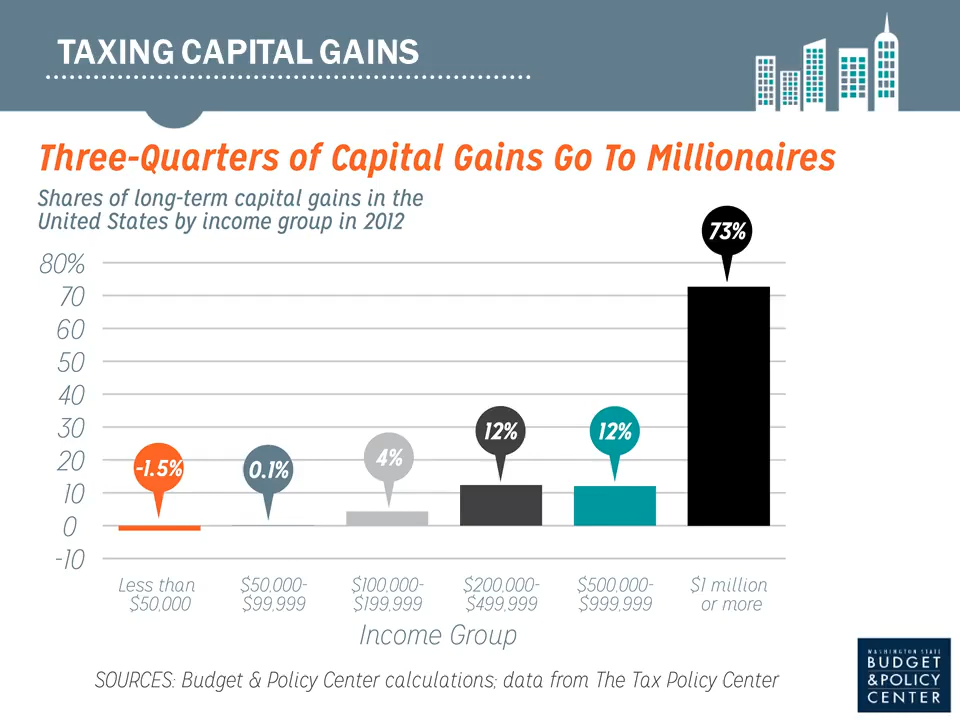 TAXING CAPITAL GAINS
Three-Quarters of Capital Gains Go To Millionaires
Shares of long-term capital gains in the
United States by income group in 2012
80%
70
60
50
40
30
20
10
0
-10
-1.5%
0.1%
4%
12%
12%
73%
Less than
$50,000
$50,000-
$99,999
$100,000-
$199,999
$200,000-
$499,999
$500,000-
$999,999
$1 million
or more
Income Group
SOURCES: Budget & Policy Center calculations; data from The Tax Policy Center
WASHINGTON STATE
BUDGET
&POLICY
CENTER